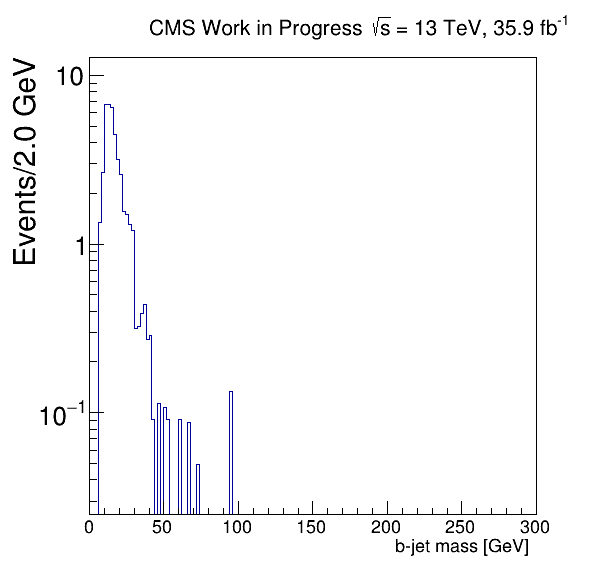 CMS Work in Progress √s = 13 TeV, 35.9 fb⁻¹
Events/2.0 GeV
10
1
10⁻¹
0 50 100 150 200 250 300
b-jet mass [GeV]